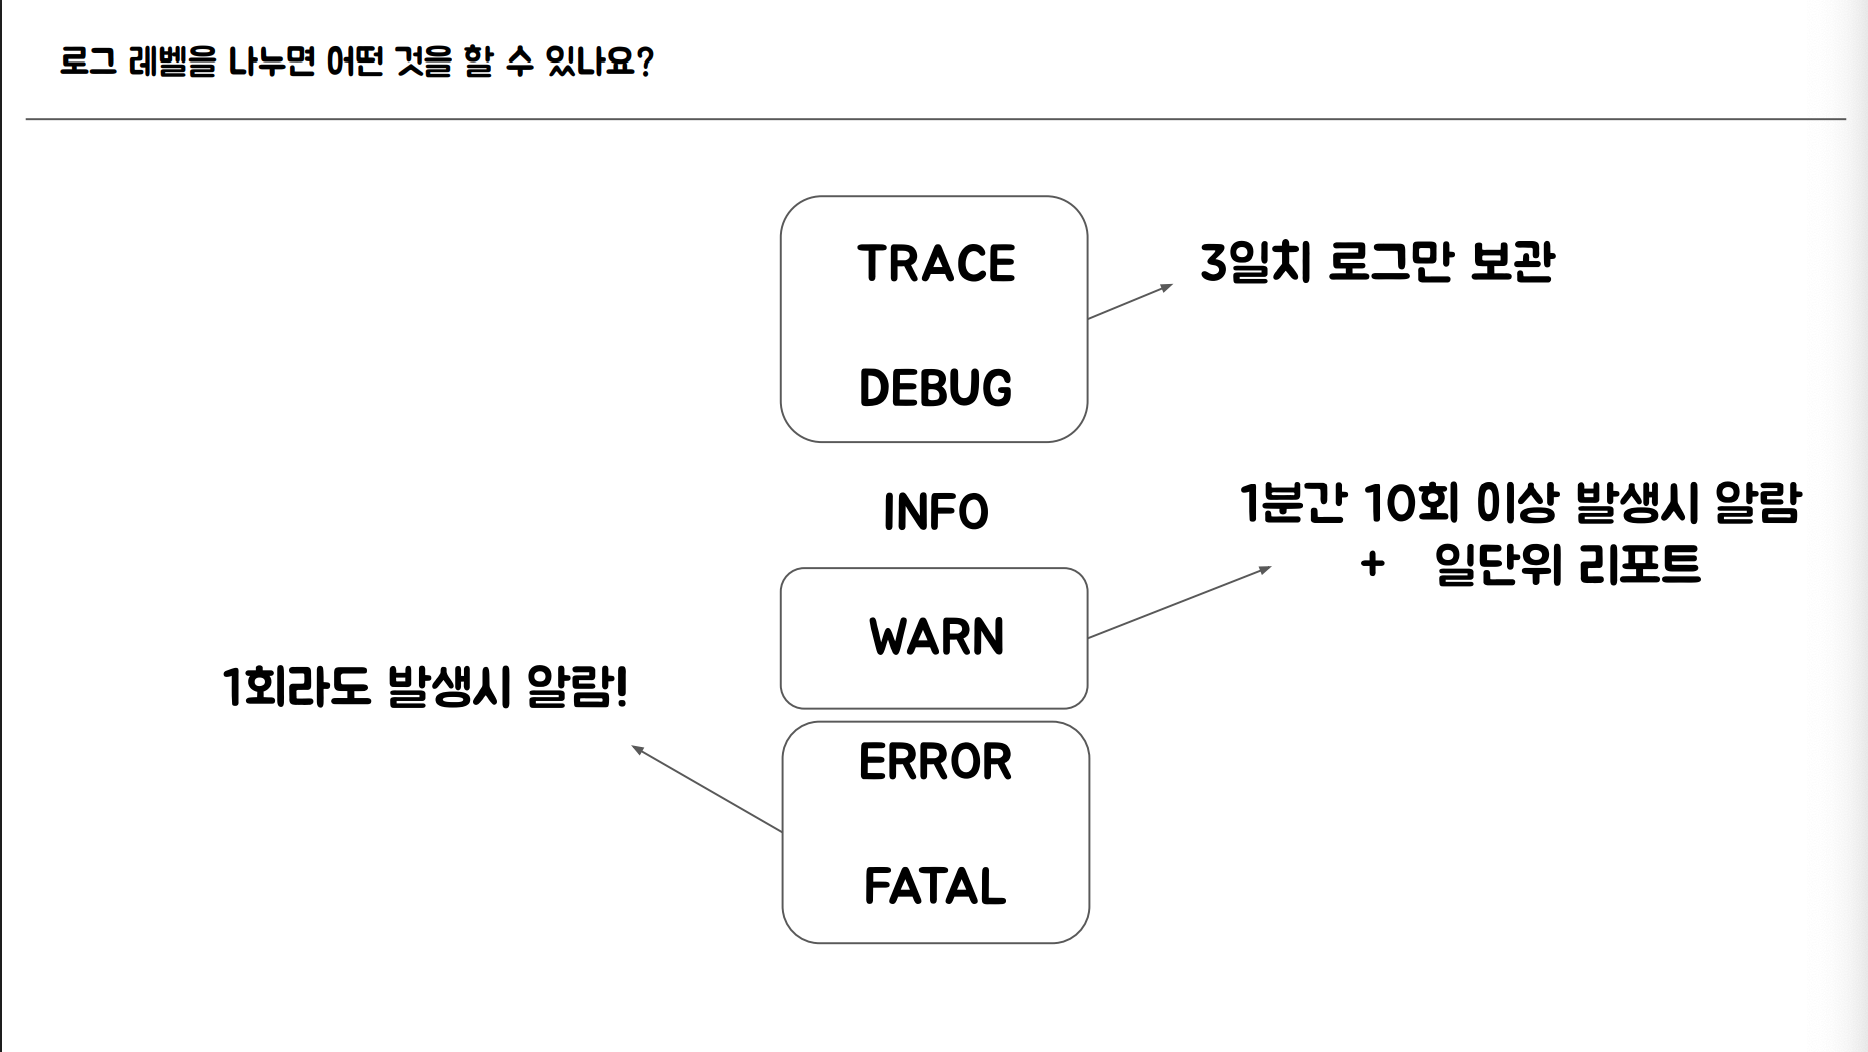 로그 레벨을 나누면 어떤 것을 할 수 있나요?
TRACE
3일치 로그만 보관
DEBUG
INFO
1분간 10회 이상 발생시 알람
+ 일단위 리포트
WARN
1회라도 발생시 알람!
ERROR
FATAL